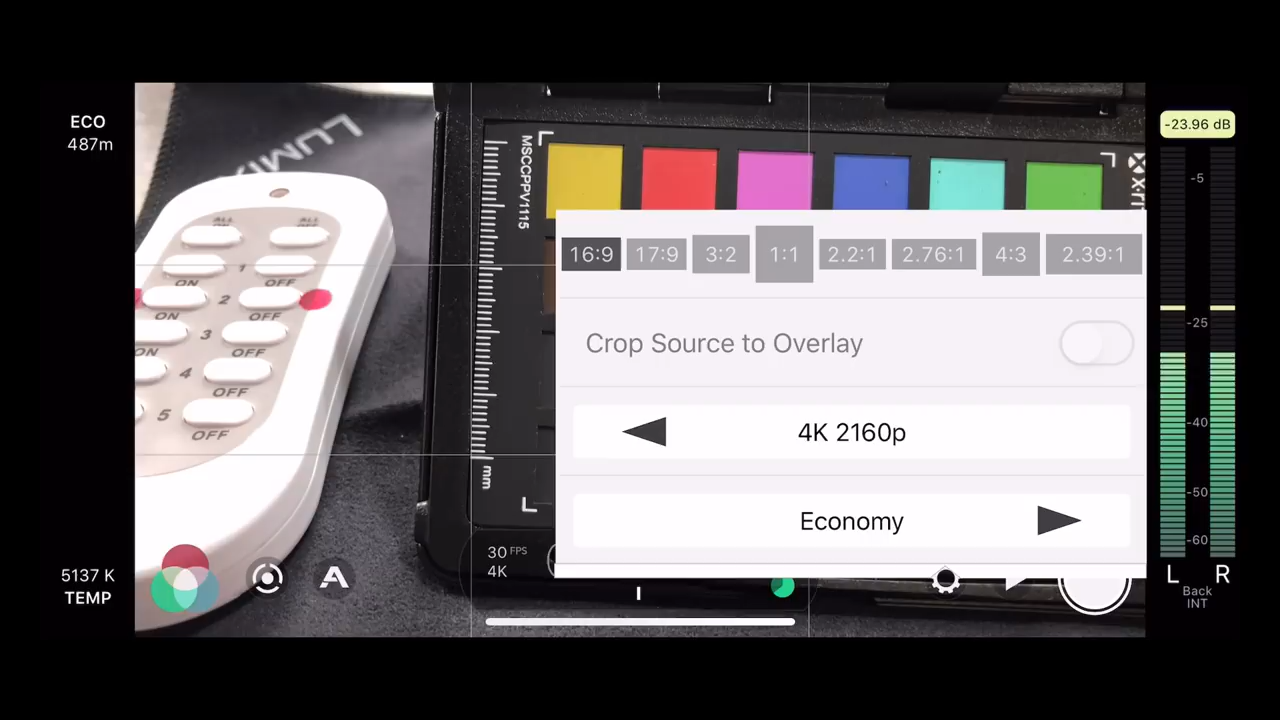 ECO
487m
-23.96 dB
LUMI
MSCCPPV1115
x·ri
16:9 17:9 3:2 1:1 2.2:1 2.76:1 4:3 2.39:1
Crop Source to Overlay
4K 2160p
Economy
ALL ALL
1
ON OFF
2
ON OFF
3
ON OFF
4
OFF
5
OFF
mm
30 FPS
4K
5137 K
TEMP
A
-5
-25
-40
-50
-60
L R
Back
INT